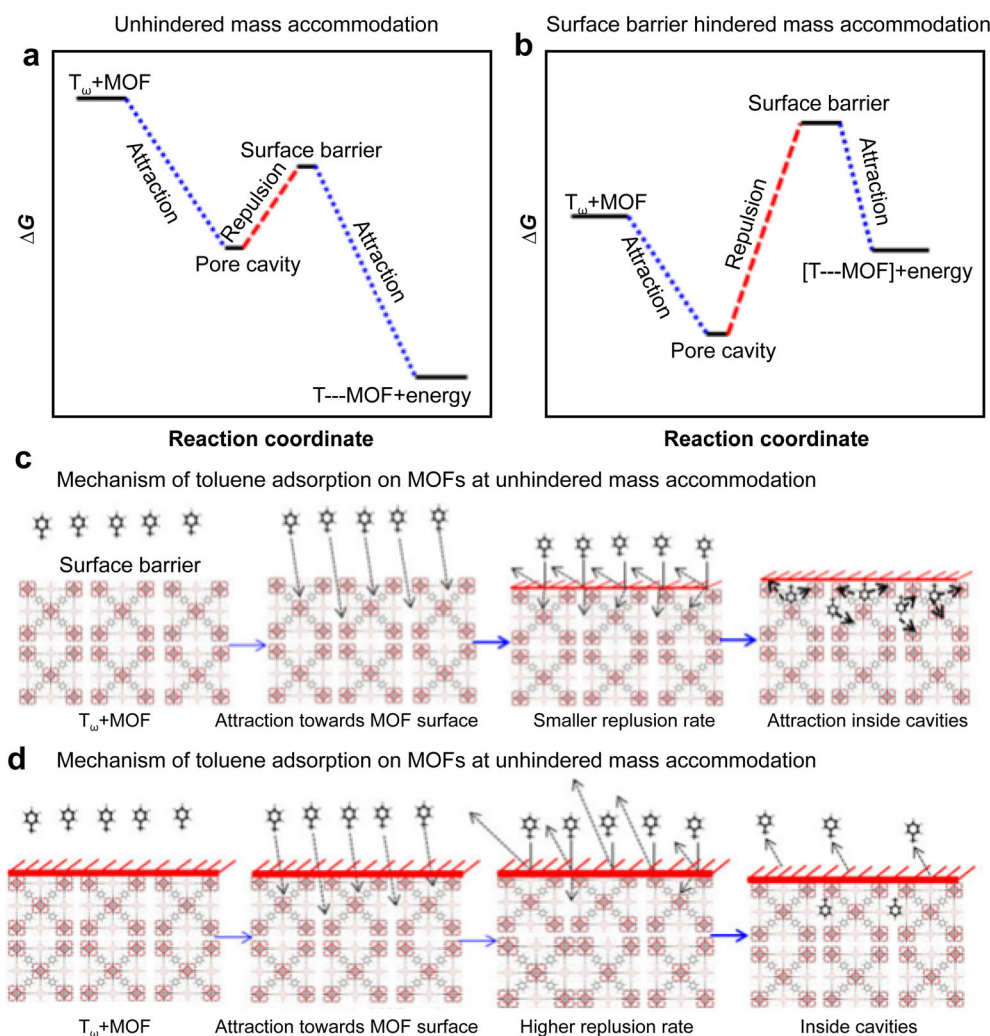 Unhindered mass accommodation
Surface barrier hindered mass accommodation
a
T∞+MOF
Attraction
Pore cavity
Repulsion
Surface barrier
Attraction
T---MOF+energy
ΔG
Reaction coordinate
b
T∞+MOF
Attraction
Pore cavity
Repulsion
Surface barrier
Attraction
[T---MOF]+energy
ΔG
Reaction coordinate
c
Mechanism of toluene adsorption on MOFs at unhindered mass accommodation
Surface barrier
T∞+MOF
Attraction towards MOF surface
Smaller replusion rate
Attraction inside cavities
d
Mechanism of toluene adsorption on MOFs at unhindered mass accommodation
T∞+MOF
Attraction towards MOF surface
Higher replusion rate
Inside cavities